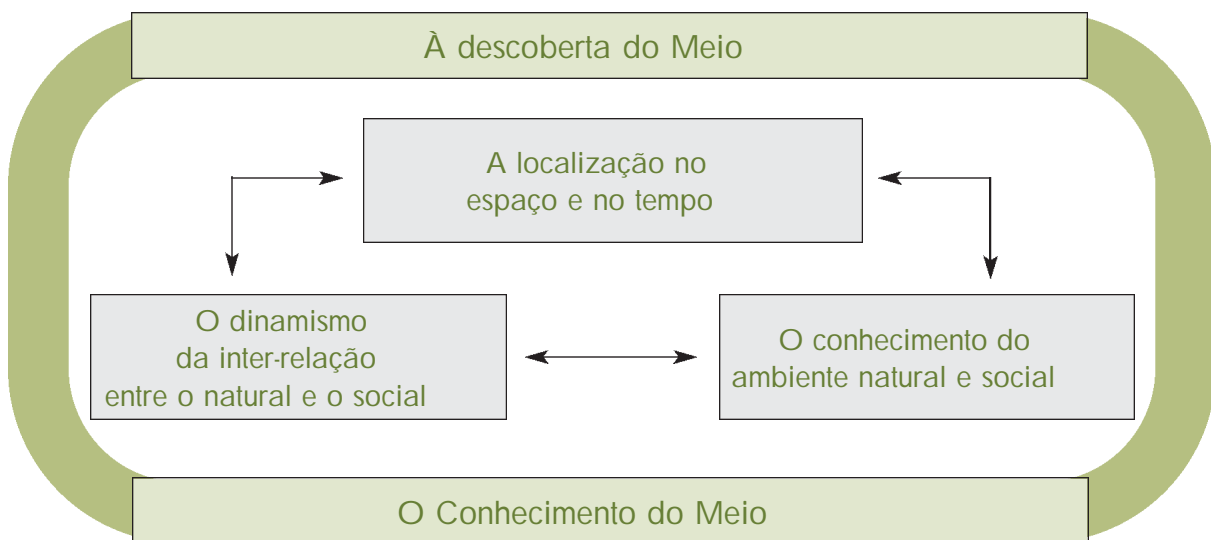 À descoberta do Meio
A localização no
espaço e no tempo
O dinamismo
da inter-relação
entre o natural e o social
O conhecimento do
ambiente natural e social
O Conhecimento do Meio